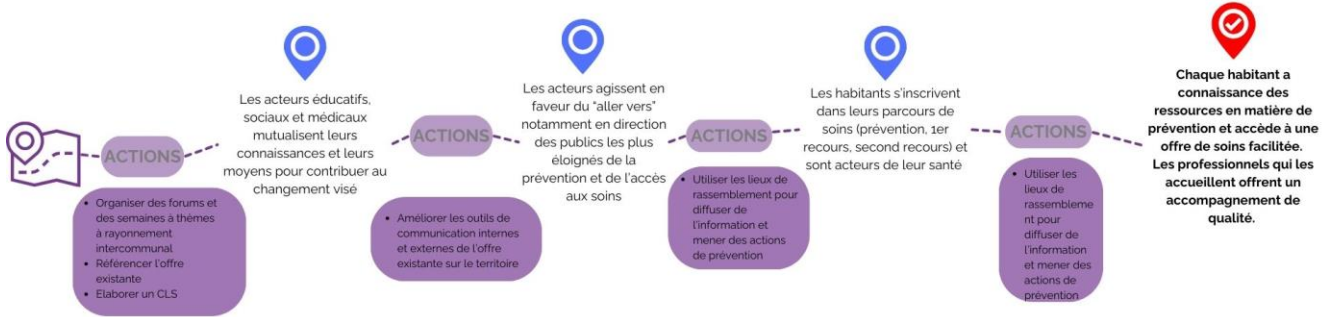 ACTIONS
Organiser des forums et
des semaines à thèmes
à rayonnement
intercommunal
Référencer l'offre
existante
Elaborer un CLS
Les acteurs éducatifs,
sociaux et médicaux
mutualisent leurs
connaissances et leurs
moyens pour contribuer au
changement visé
ACTIONS
Améliorer les outils de
communication internes
et externes de l'offre
existante sur le territoire
Les acteurs agissent en
faveur du "aller vers"
notamment en direction
des publics les plus
éloignés de la
prévention et de l'accès
aux soins
ACTIONS
Utiliser les lieux de
rassemblement pour
diffuser de
l'information et
mener des actions
de prévention
Les habitants s'inscrivent
dans leurs parcours de
soins (prévention, 1er
recours, second recours) et
sont acteurs de leur santé
ACTIONS
Utiliser les
lieux de
rassembleme
nt pour
diffuser de
l'information
et mener des
actions de
prévention
Chaque habitant a
connaissance des
ressources en matière de
prévention et accède à une
offre de soins facilitée.
Les professionnels qui les
accueillent offrent un
accompagnement de
qualité.